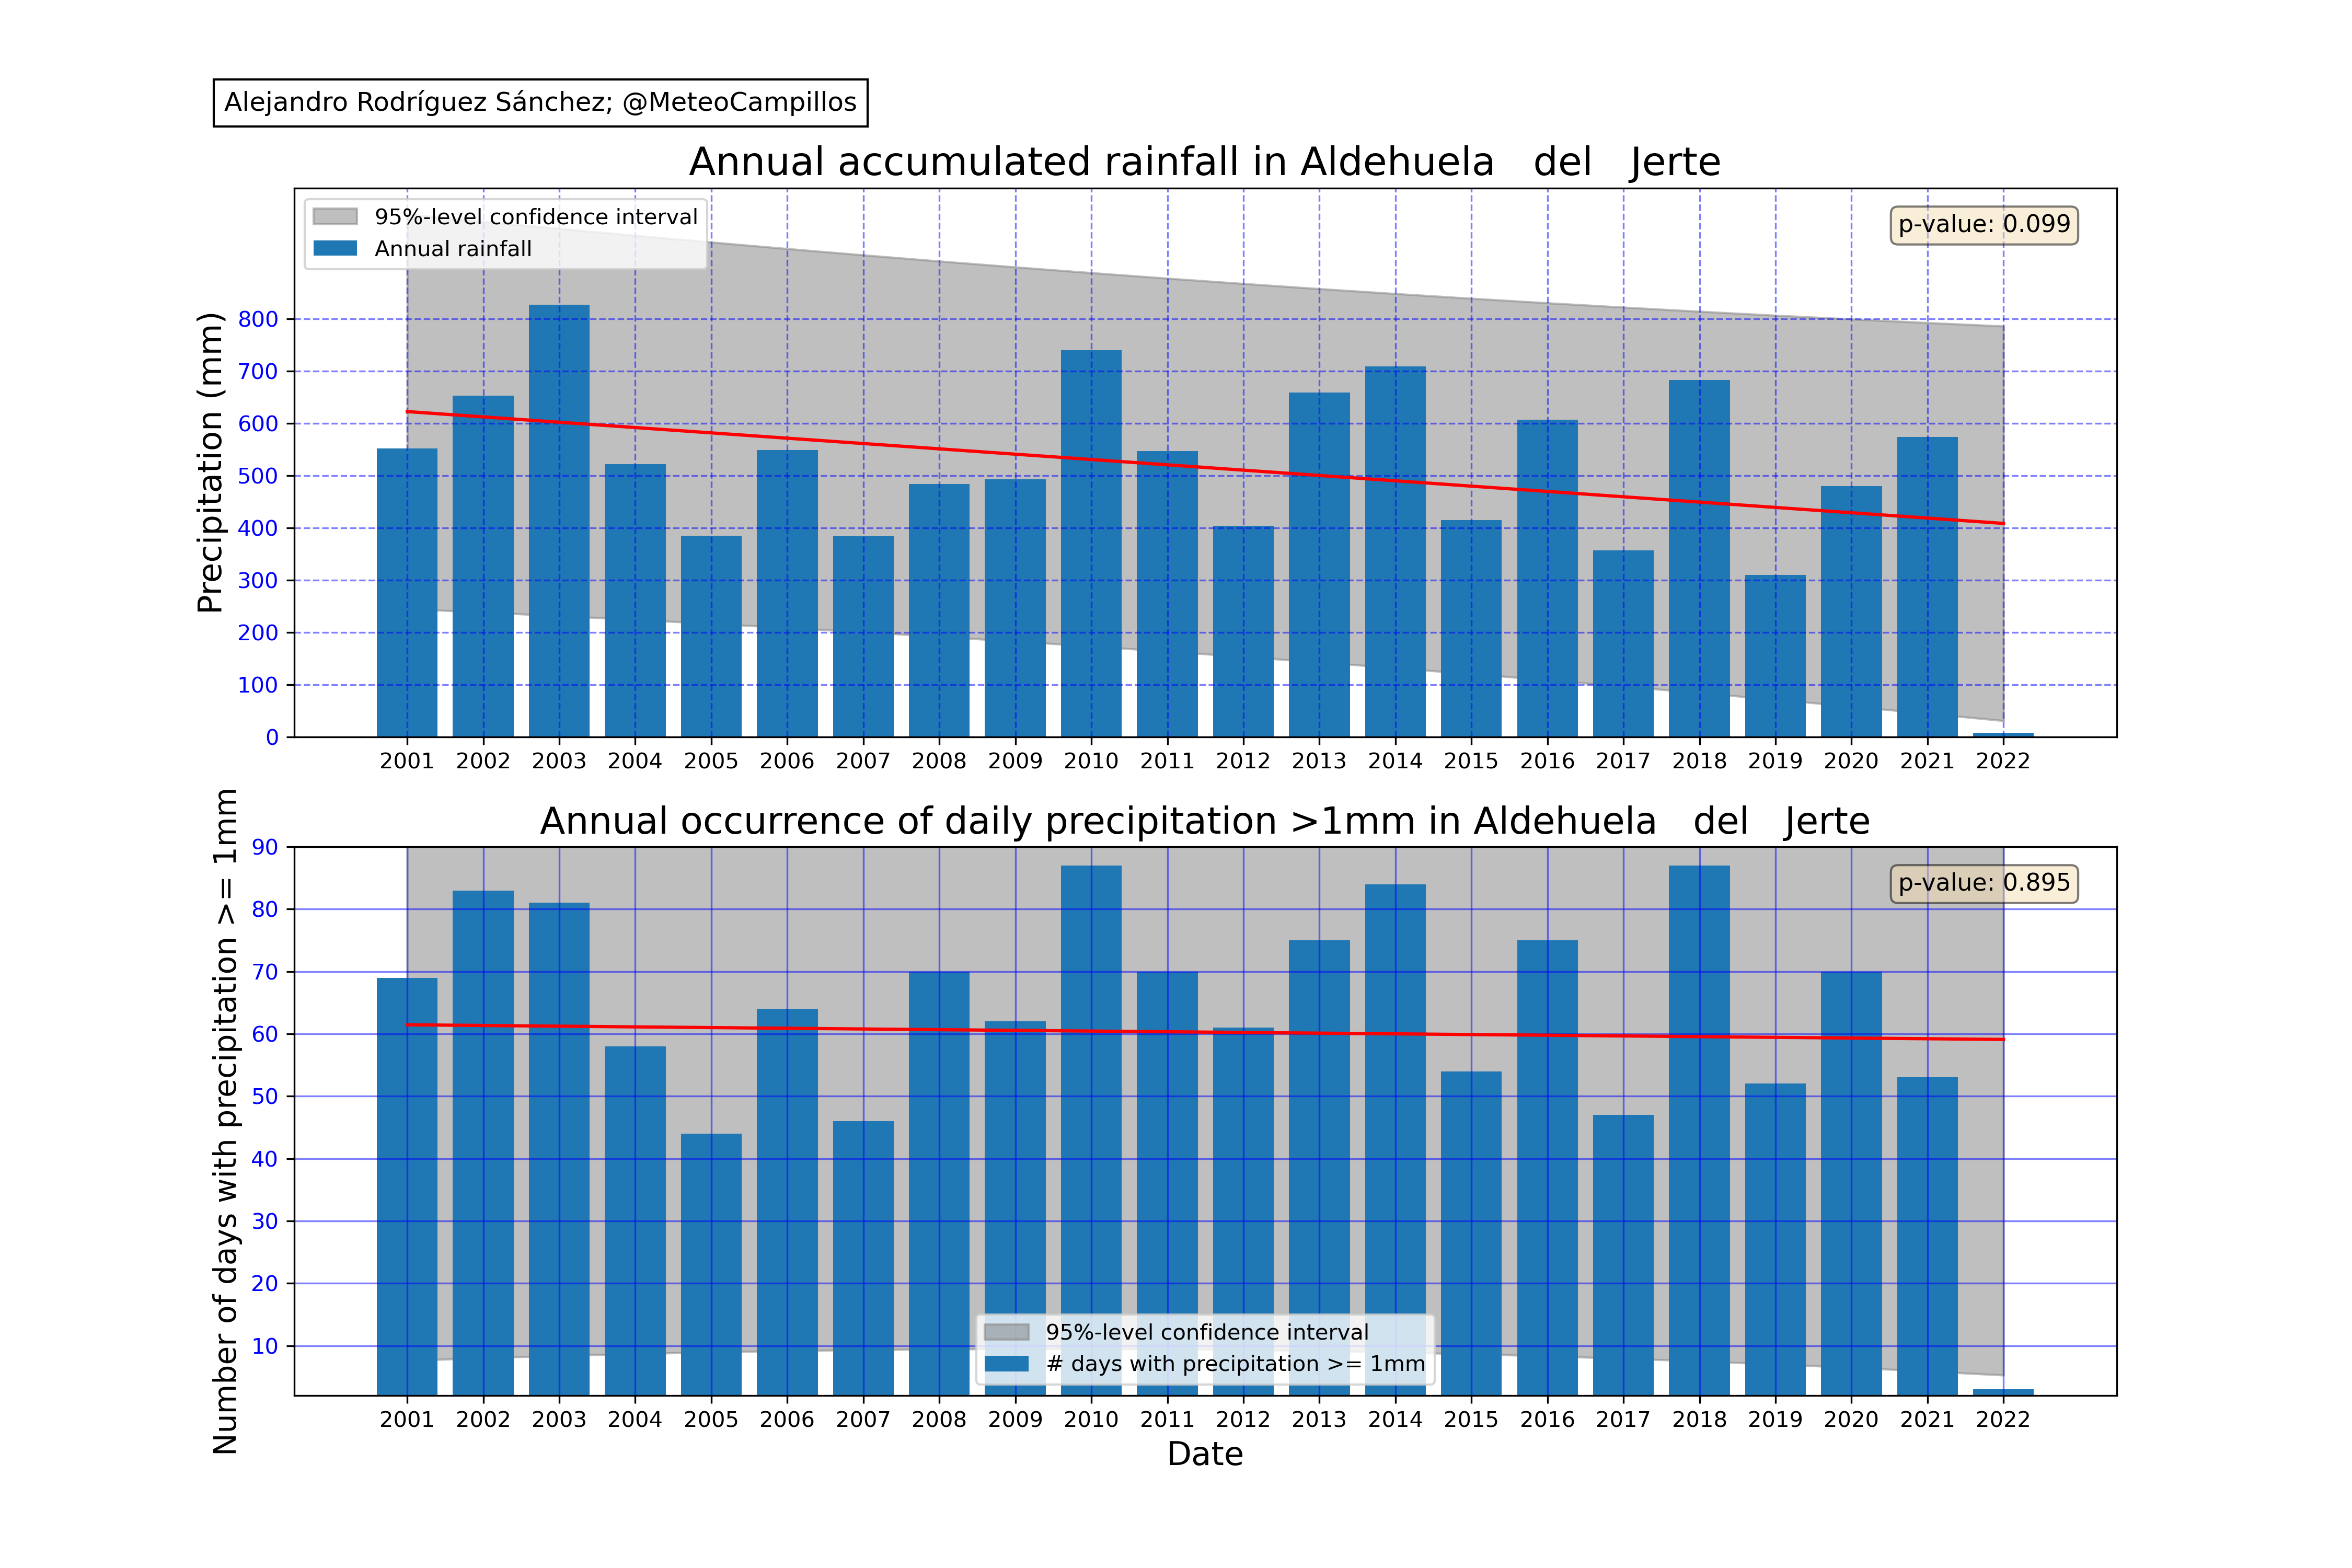 Alejandro Rodríguez Sánchez; @MeteoCampillos
Annual accumulated rainfall in Aldehuela del Jerte
95%-level confidence interval
Annual rainfall
p-value: 0.099
Precipitation (mm)
800
700
600
500
400
300
200
100
0
2001 2002 2003 2004 2005 2006 2007 2008 2009 2010 2011 2012 2013 2014 2015 2016 2017 2018 2019 2020 2021 2022
Annual occurrence of daily precipitation >1mm in Aldehuela del Jerte
p-value: 0.895
Number of days with precipitation >= 1mm
90
80
70
60
50
40
30
20
10
95%-level confidence interval
# days with precipitation >= 1mm
2001 2002 2003 2004 2005 2006 2007 2008 2009 2010 2011 2012 2013 2014 2015 2016 2017 2018 2019 2020 2021 2022
Date